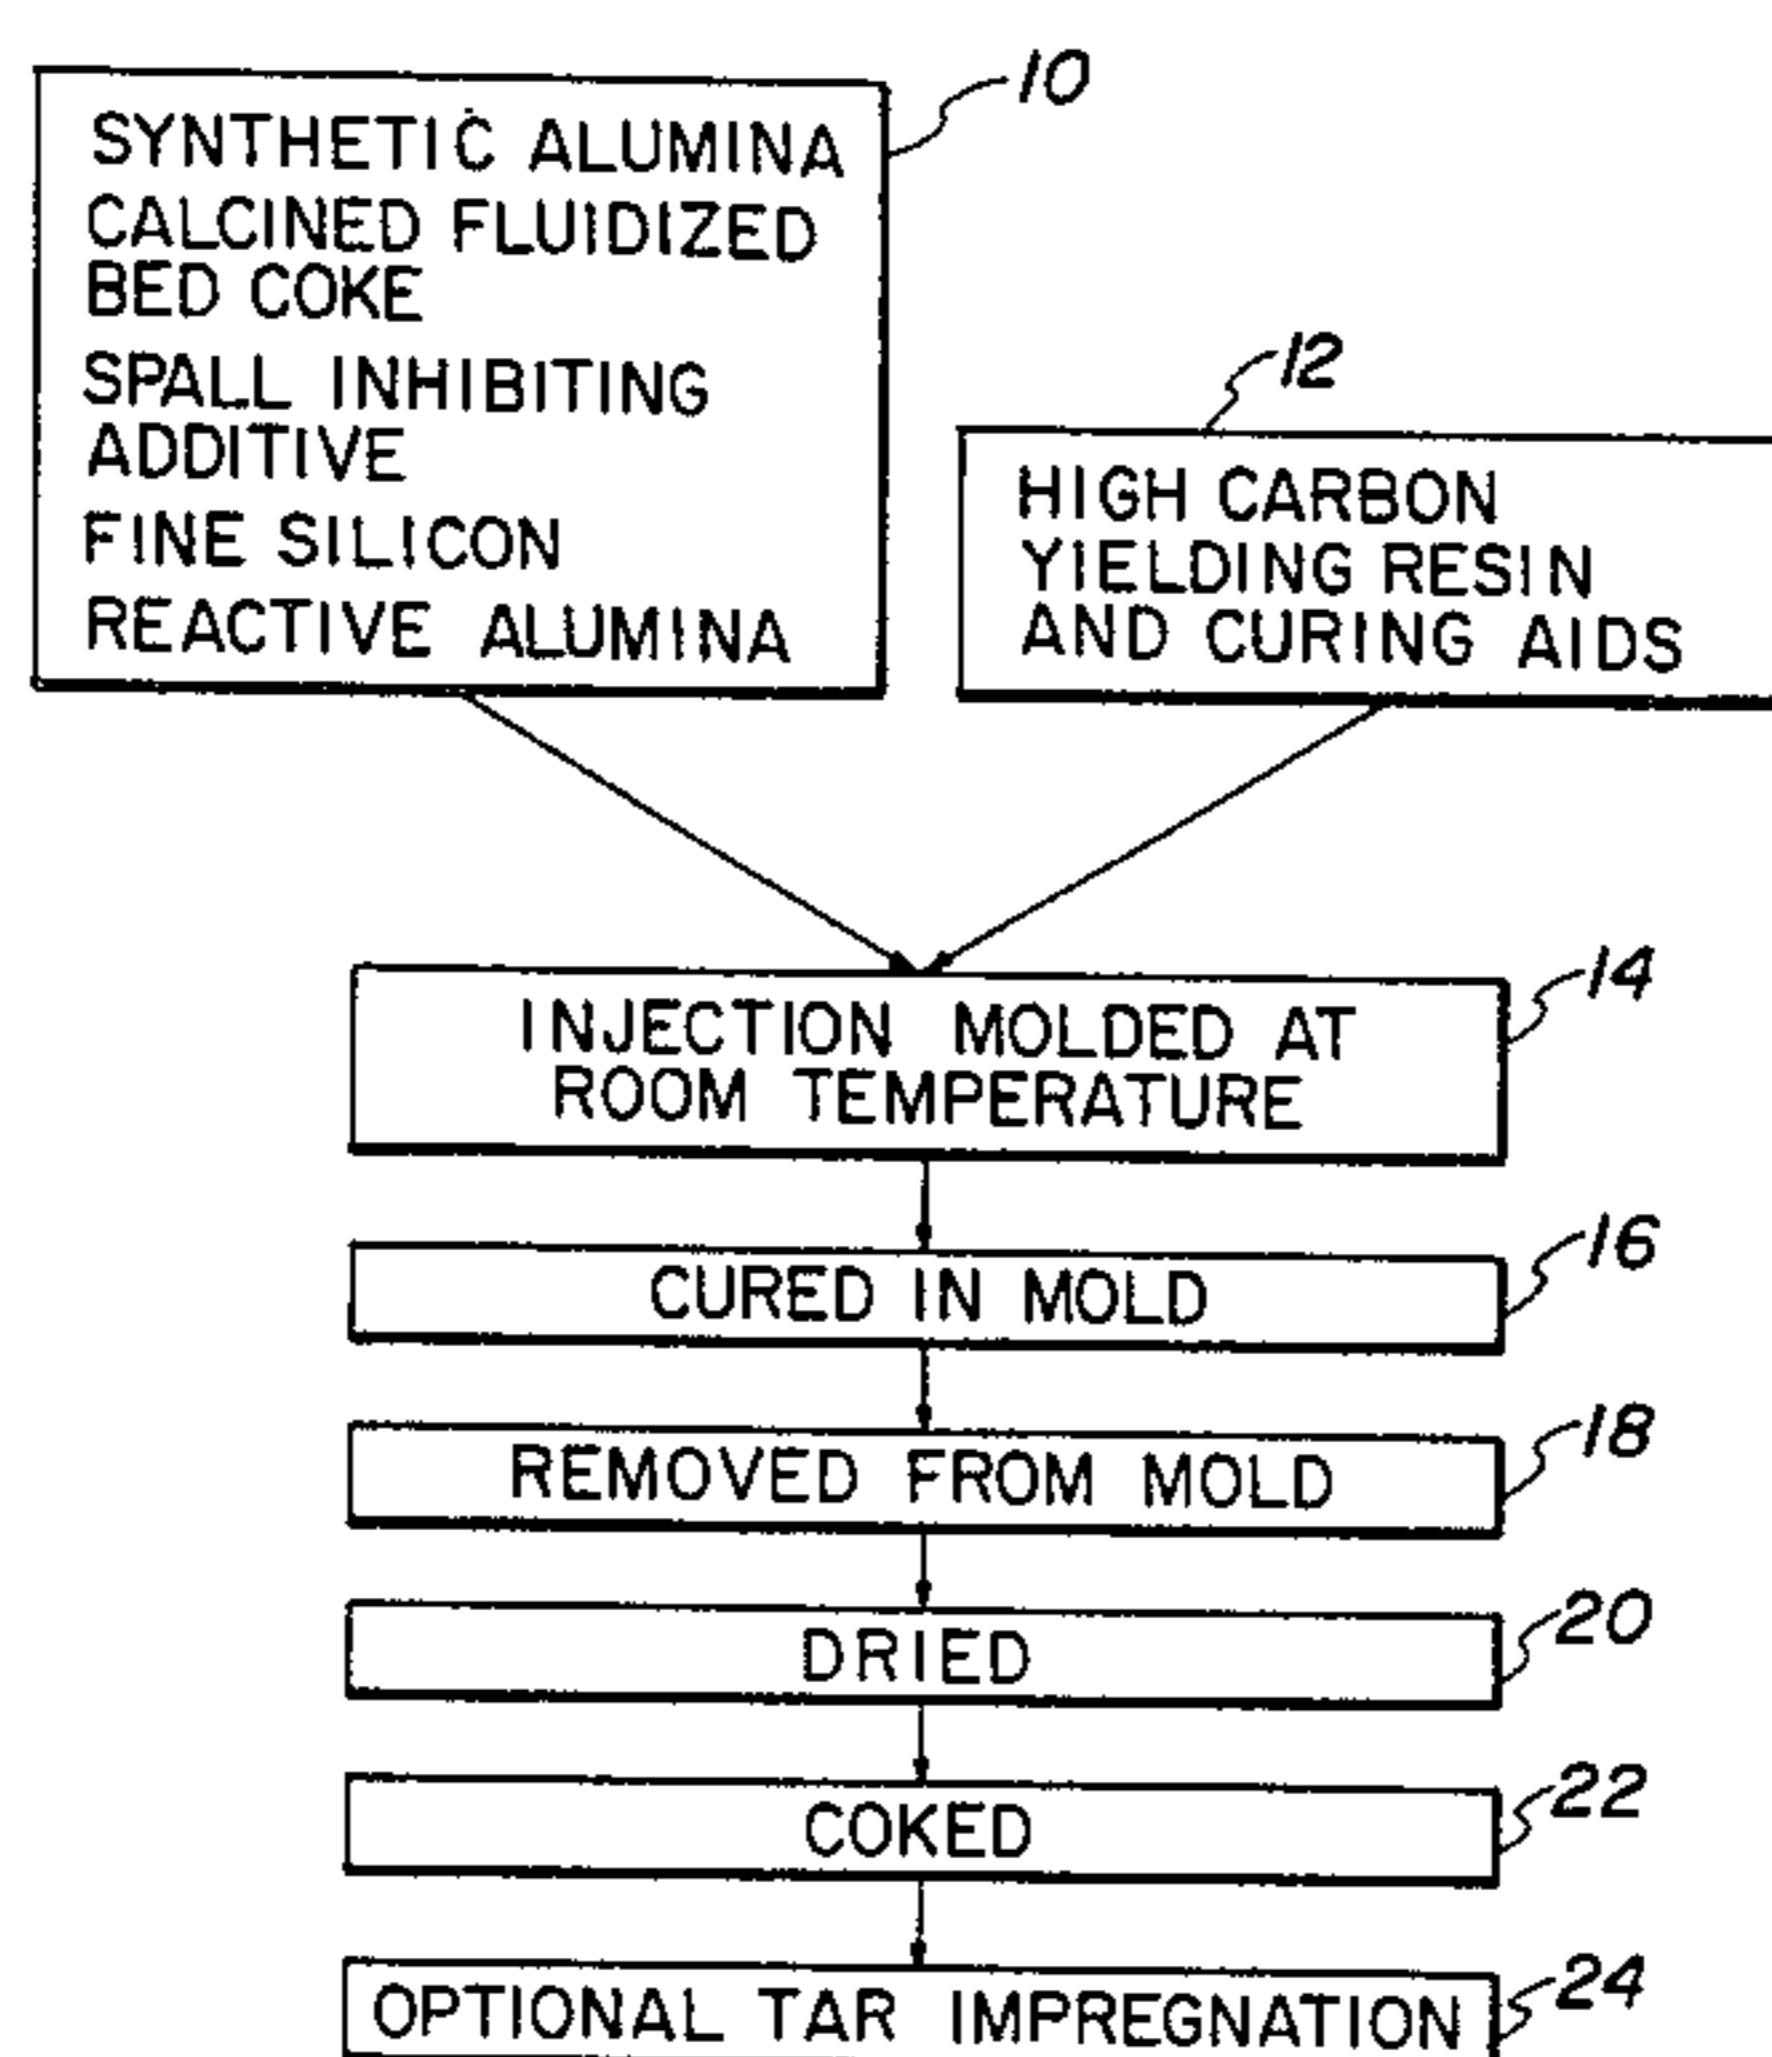 10
SYNTHETIC ALUMINA
CALCINED FLUIDIZED
BED COKE
SPALL INHIBITING
ADDITIVE
FINE SILICON
REACTIVE ALUMINA
12
HIGH CARBON
YIELDING RESIN
AND CURING AIDS
14
INJECTION MOLDED AT
ROOM TEMPERATURE
16
CURED IN MOLD
18
REMOVED FROM MOLD
20
DRIED
22
COKED
24
OPTIONAL TAR IMPREGNATION